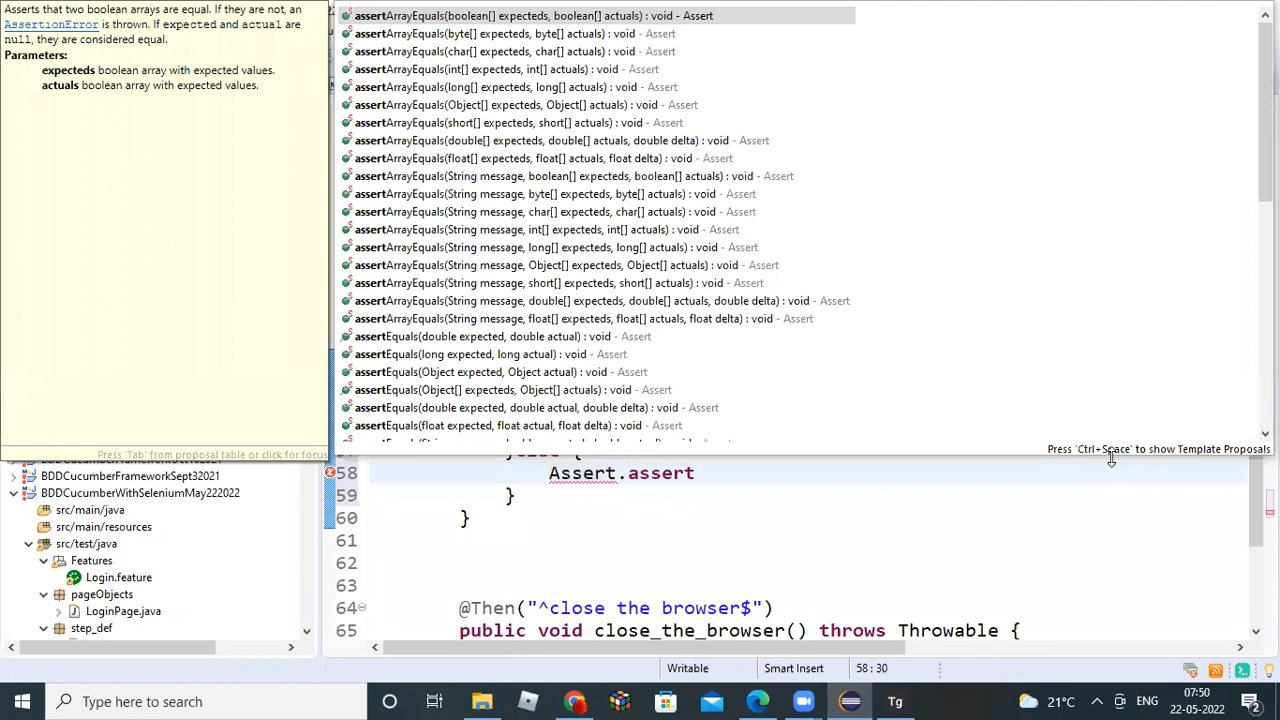 Asserts that two boolean arrays are equal. If they are not, an
AssertionError is thrown. If expected and actual are
null, they are considered equal.
Parameters:
expecteds boolean array with expected values.
actuals boolean array with expected values.
Press 'Tab' from proposal table or click for focus
assertArrayEquals(boolean[] expecteds, boolean[] actuals) : void - Assert
assertArrayEquals(byte[] expecteds, byte[] actuals) : void - Assert
assertArrayEquals(char[] expecteds, char[] actuals) : void - Assert
assertArrayEquals(int[] expecteds, int[] actuals) : void - Assert
assertArrayEquals(long[] expecteds, long[] actuals) : void - Assert
assertArrayEquals(Object[] expecteds, Object[] actuals) : void - Assert
assertArrayEquals(short[] expecteds, short[] actuals) : void - Assert
assertArrayEquals(double[] expecteds, double[] actuals, double delta) : void - Assert
assertArrayEquals(float[] expecteds, float[] actuals, float delta) : void - Assert
assertArrayEquals(String message, boolean[] expecteds, boolean[] actuals) : void - Assert
assertArrayEquals(String message, byte[] expecteds, byte[] actuals) : void - Assert
assertArrayEquals(String message, char[] expecteds, char[] actuals) : void - Assert
assertArrayEquals(String message, int[] expecteds, int[] actuals) : void - Assert
assertArrayEquals(String message, long[] expecteds, long[] actuals) : void - Assert
assertArrayEquals(String message, Object[] expecteds, Object[] actuals) : void - Assert
assertArrayEquals(String message, short[] expecteds, short[] actuals) : void - Assert
assertArrayEquals(String message, double[] expecteds, double[] actuals, double delta) : void - Assert
assertArrayEquals(String message, float[] expecteds, float[] actuals, float delta) : void - Assert
assertEquals(double expected, double actual) : void - Assert
assertEquals(long expected, long actual) : void - Assert
assertEquals(Object expected, Object actual) : void - Assert
assertEquals(Object[] expecteds, Object[] actuals) : void - Assert
assertEquals(double expected, double actual, double delta) : void - Assert
assertEquals(float expected, float actual, float delta) : void - Assert
Press 'Ctrl+Space' to show Template Proposals
BDDCucumberFrameworkSept32021
BDDCucumberWithSeleniumMay222022
src/main/java
src/main/resources
src/test/java
Features
Login.feature
pageObjects
LoginPage.java
step_def
58 Assert.assert
59 }
60 }
61
62
63
64 @Then("^close the browser$")
65 public void close_the_browser() throws Throwable {
Writable Smart Insert 58 : 30
Type here to search
Tg
21°C ENG 07:50
22-05-2022
2